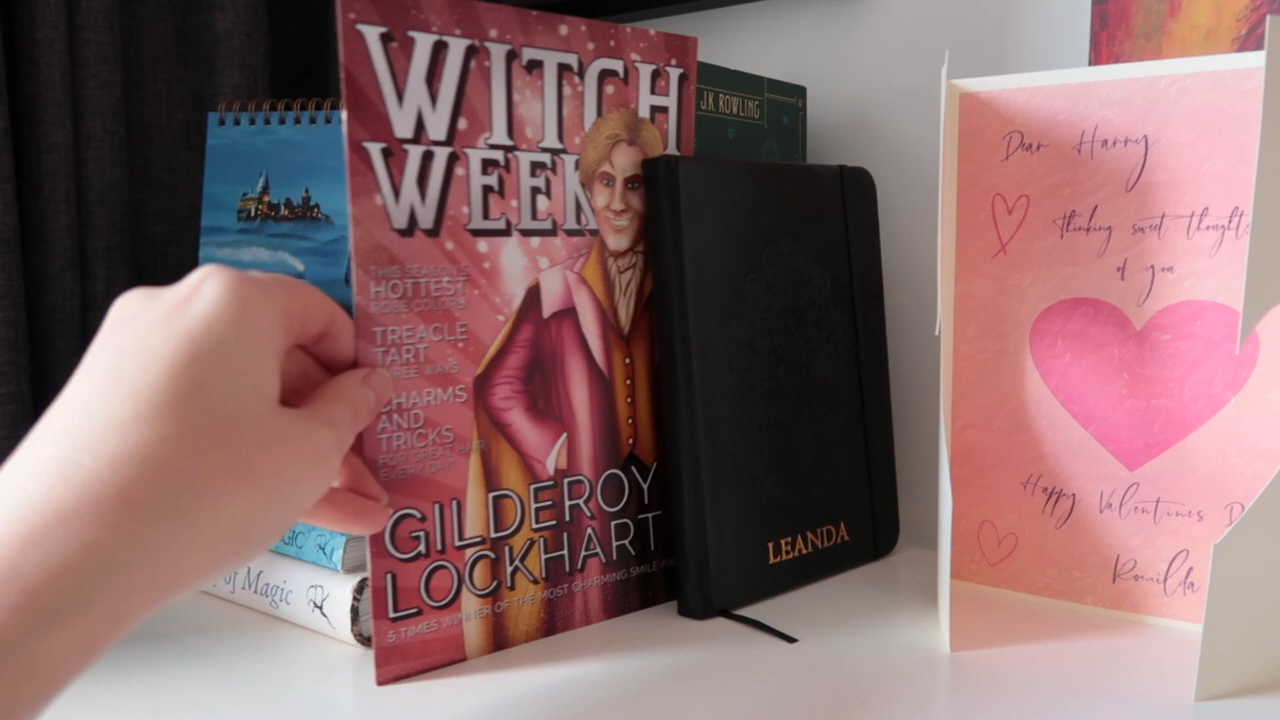 WITCH
WEEK
THIS SEASON'S
HOTTEST
ROBE COLORS
TREACLE
TART
THREE WAYS
CHARMS
AND
TRICKS
FOR GREAT HAIR
EVERY DAY!
GILDEROY
LOCKHART
5 TIMES WINNER OF THE MOST CHARMING SMILE
J.K. ROWLING
LEANDA
of Magic
Dear Harry
Thinking sweet thoughts
of you
Happy Valentines D
Romilda